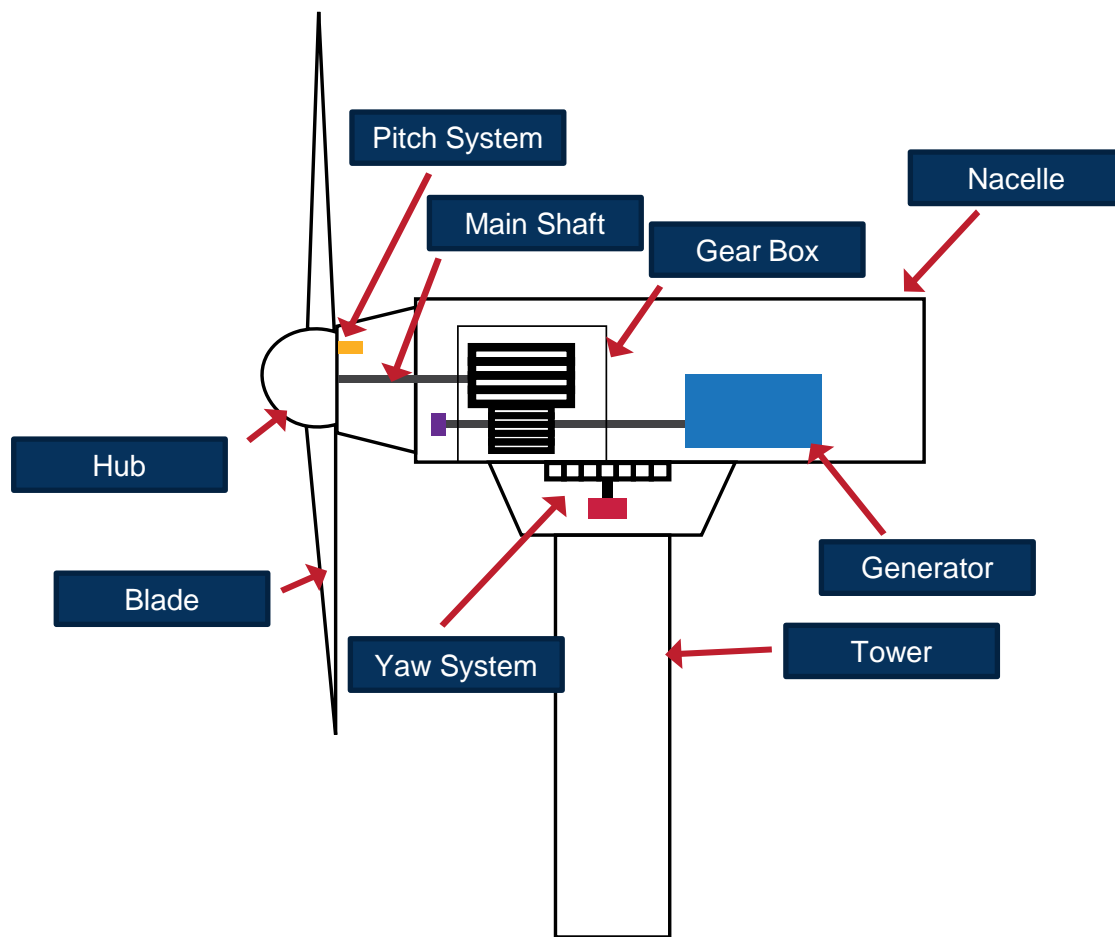 Pitch System
Nacelle
Main Shaft
Gear Box
Hub
Generator
Blade
Yaw System
Tower